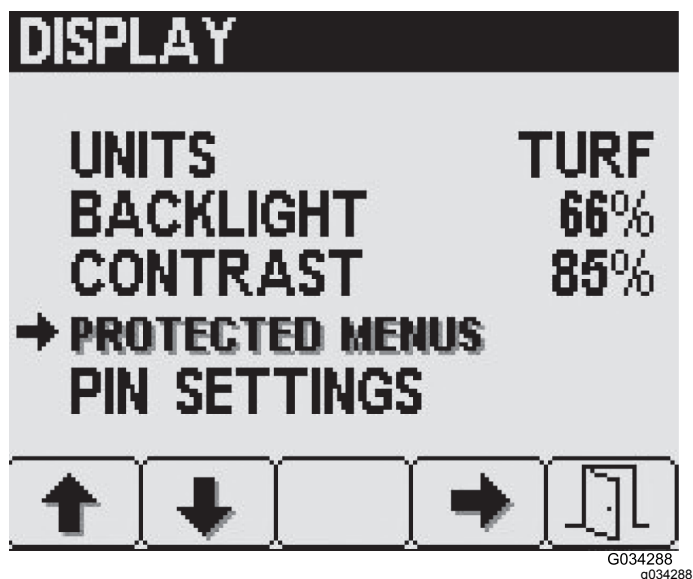 DISPLAY
UNITS TURF
BACKLIGHT 66%
CONTRAST 85%
PROTECTED MENUS
PIN SETTINGS
G034288
g034288